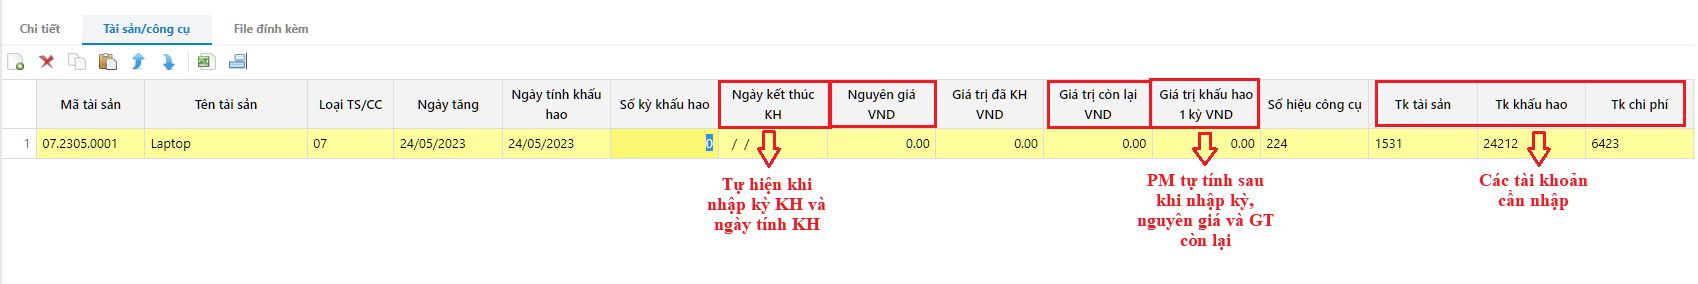 Chi tiết Tài sản/công cụ File đính kèm
Mã tài sản Tên tài sản Loại TS/CC Ngày tăng Ngày tính khấu hao Số kỳ khấu hao Ngày kết thúc KH Nguyên giá VND Giá trị đã KH VND Giá trị còn lại VND Giá trị khấu hao 1 kỳ VND Số hiệu công cụ Tk tài sản Tk khấu hao Tk chi phí
1 07.2305.0001 Laptop 07 24/05/2023 24/05/2023 0 / / 0.00 0.00 0.00 0.00 224 1531 24212 6423
Tự hiện khi
nhập kỳ KH và
ngày tính KH
PM tự tính sau
khi nhập kỳ,
nguyên giá và GT
còn lại
Các tài khoản
cần nhập